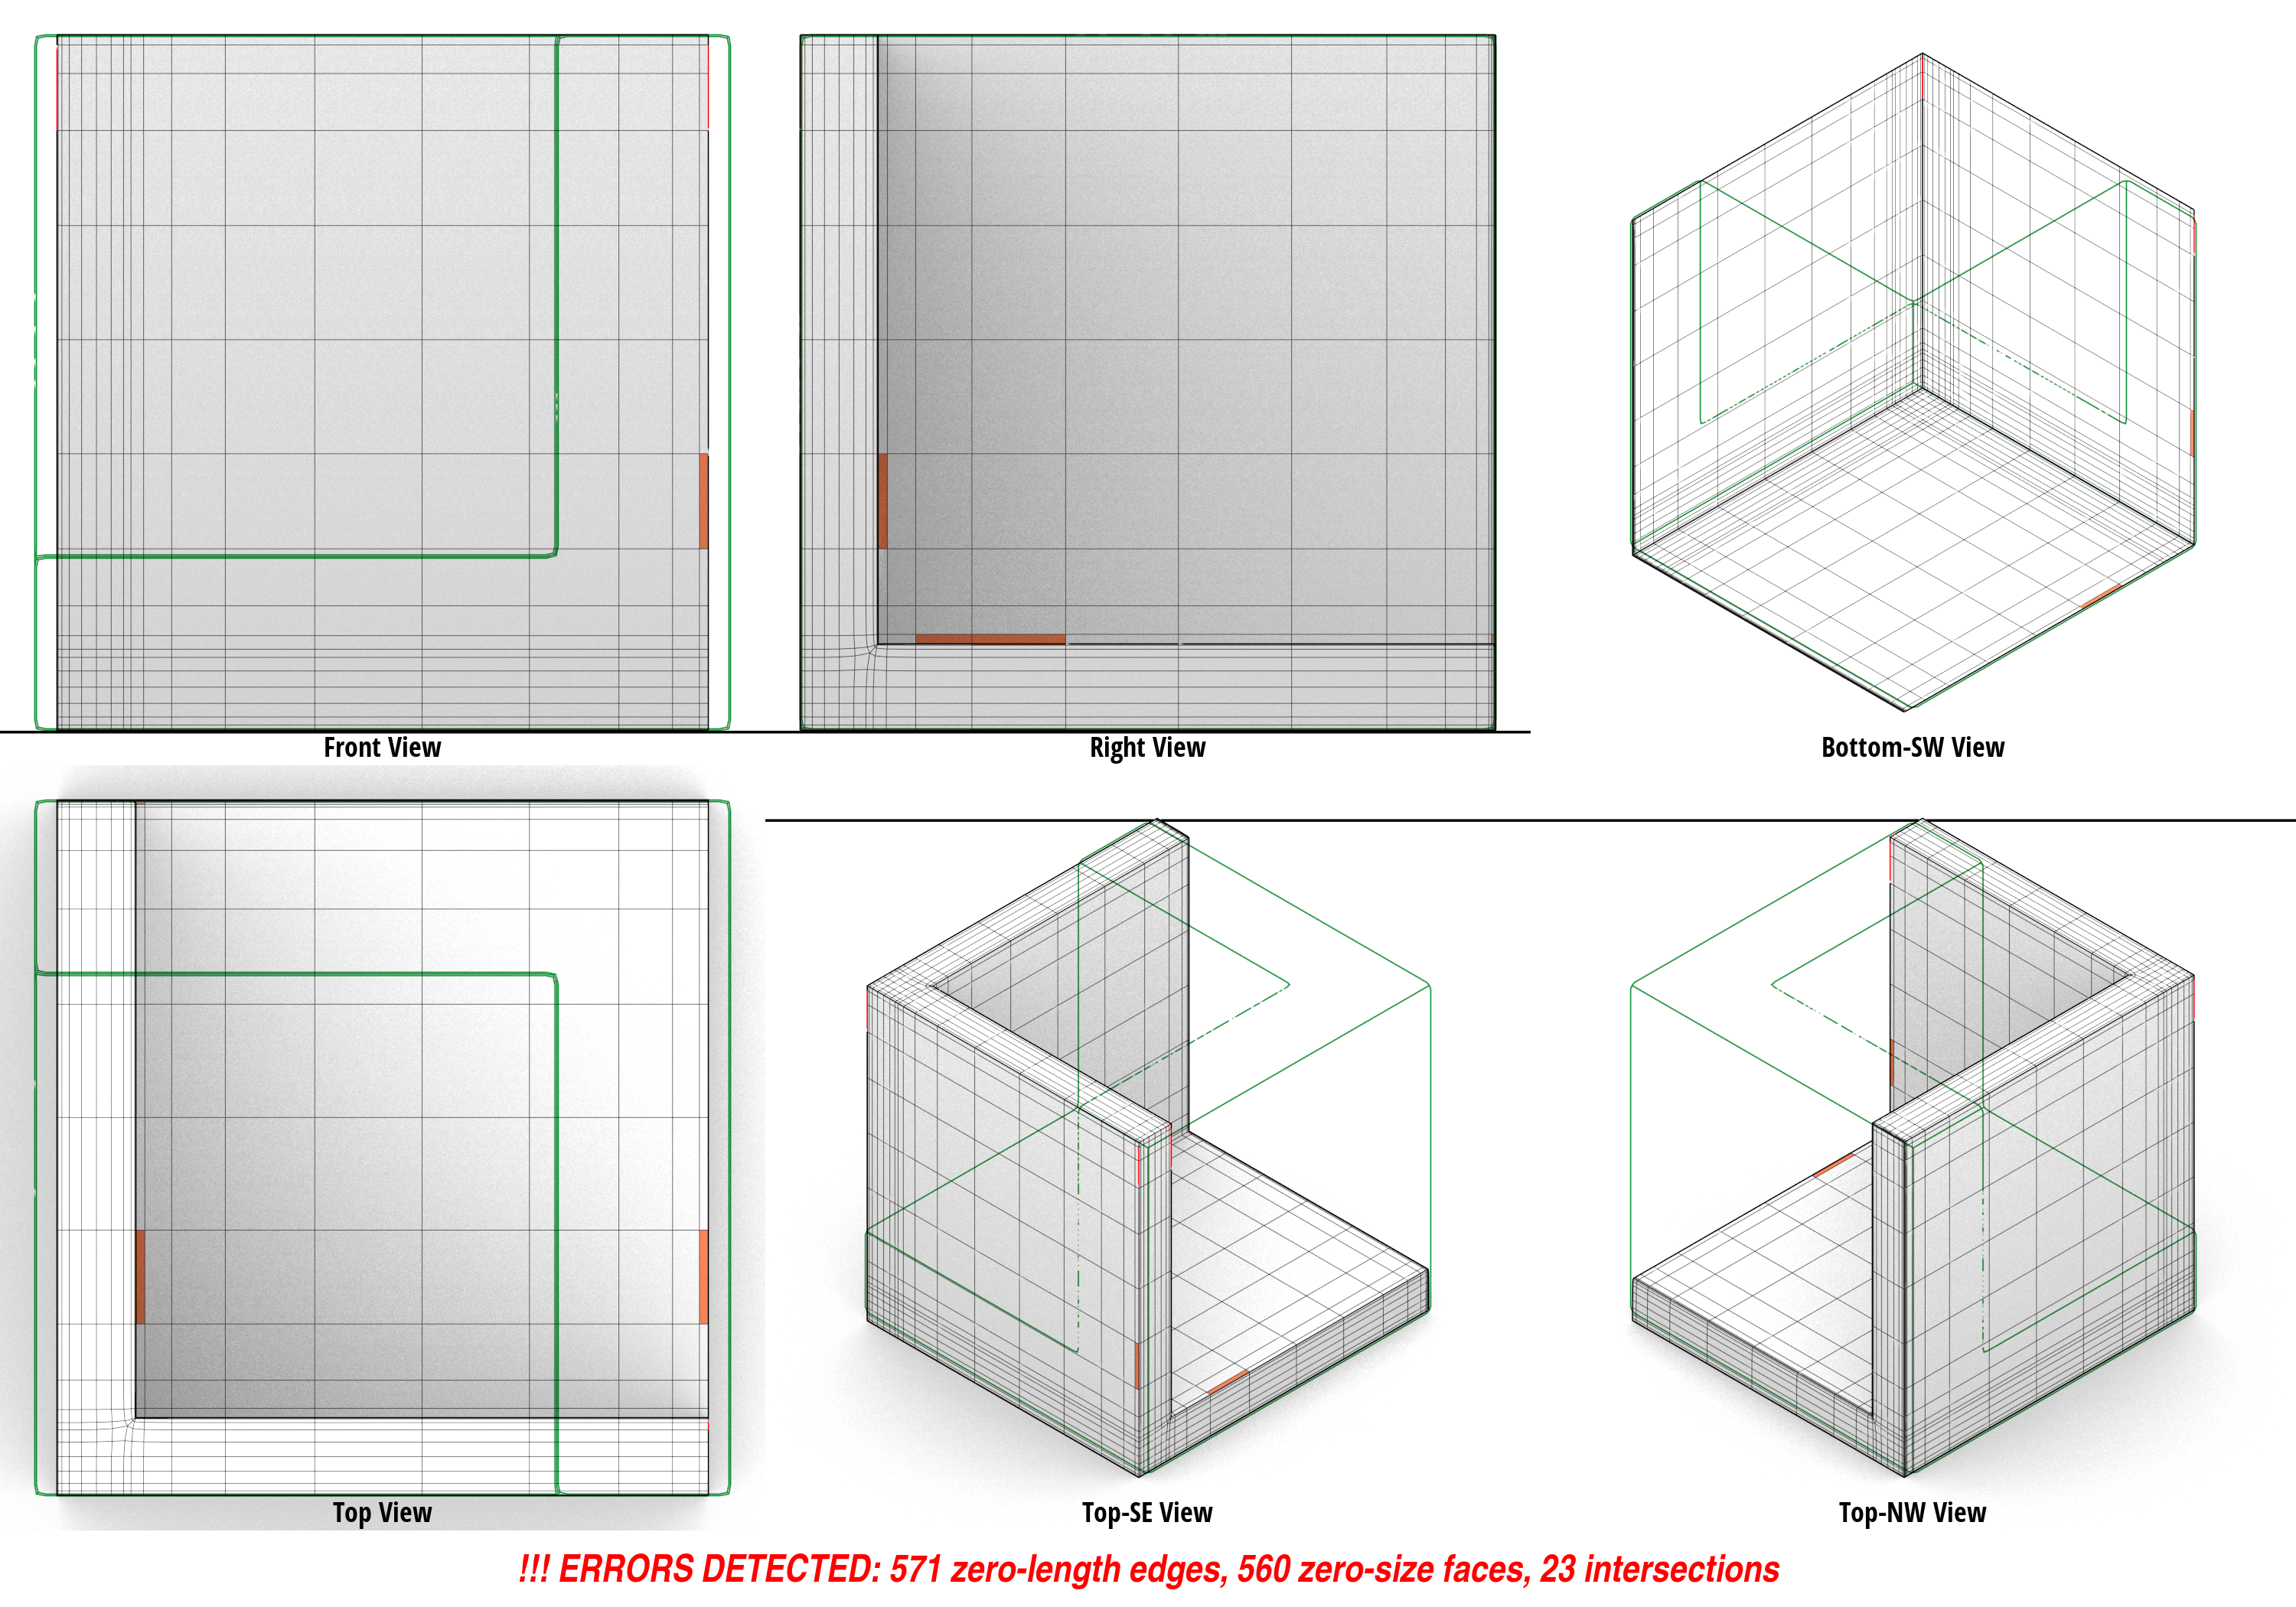 Front View
Right View
Bottom-SW View
Top View
Top-SE View
Top-NW View
!!! ERRORS DETECTED: 571 zero-length edges, 560 zero-size faces, 23 intersections